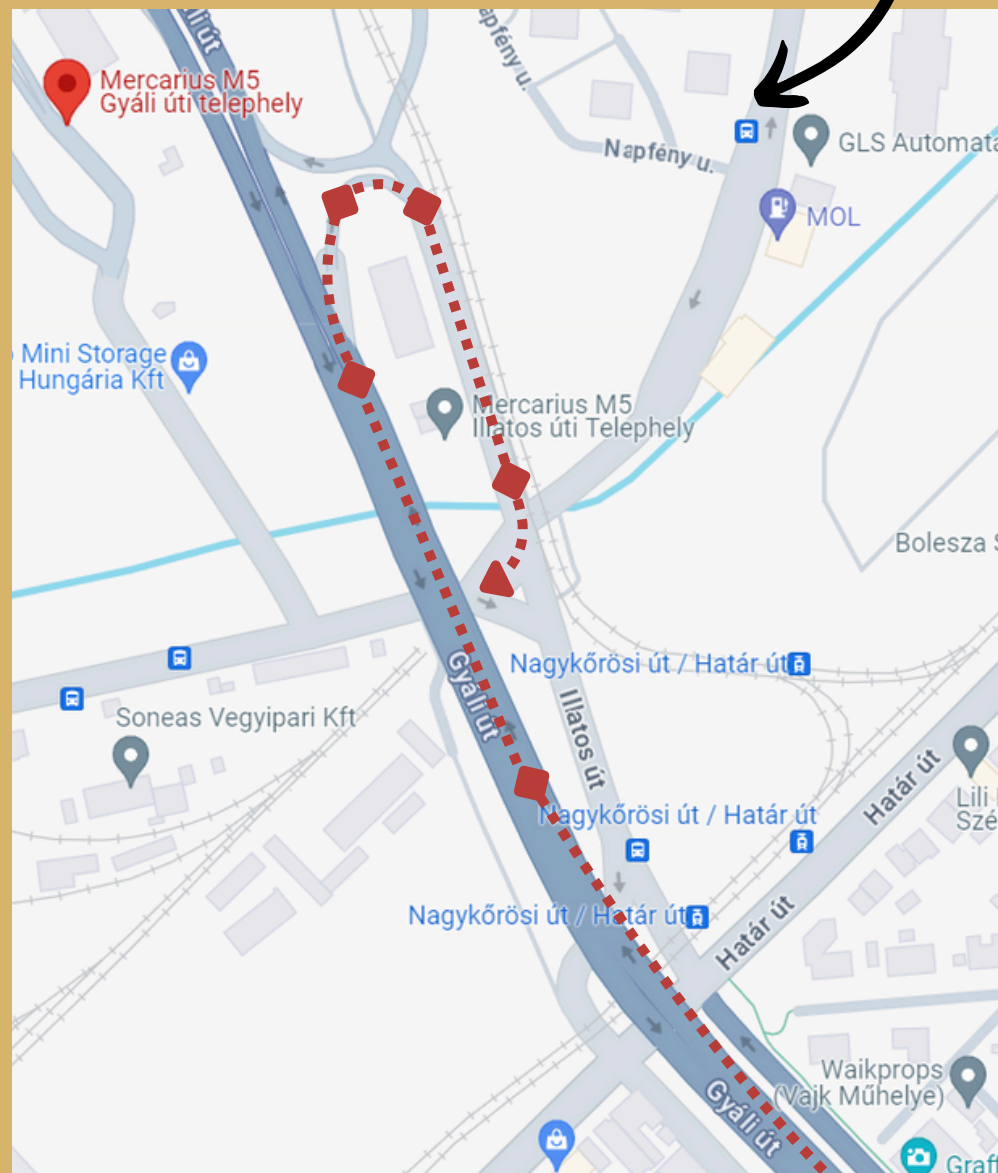 Mercarius M5
Gyáli úti telephely
Napfény u.
GLS Automata
MOL
Mini Storage
Hungária Kft
Mercarius M5
Illatos úti Telephely
Bolesza
Gyáli út
Nagykőrösi út / Határ út
Illatos út
Soneas Vegyipari Kft
Határ út
Lili
Nagykőrösi út / Határ út
Nagykőrösi út / Határ út
Határ út
Waikprops
(Vajk Műhelye)
Gyáli út